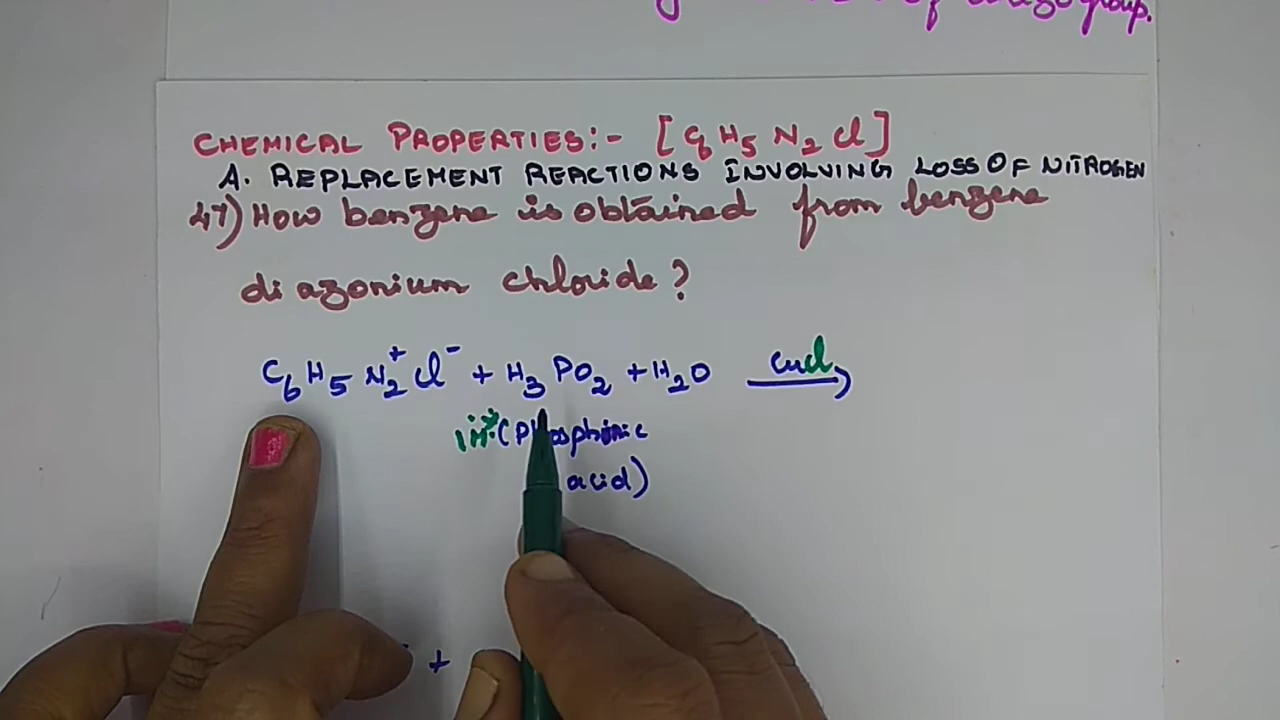 group.
CHEMICAL PROPERTIES:- [C6H5N2Cl]
A. REPLACEMENT REACTIONS INVOLVING LOSS OF NITROGEN
47) How benzene is obtained from benzene
diazonium chloride?
C₆H₅N₂⁺Cl⁻ + H₃PO₂ + H₂O CuCl
acid)
+